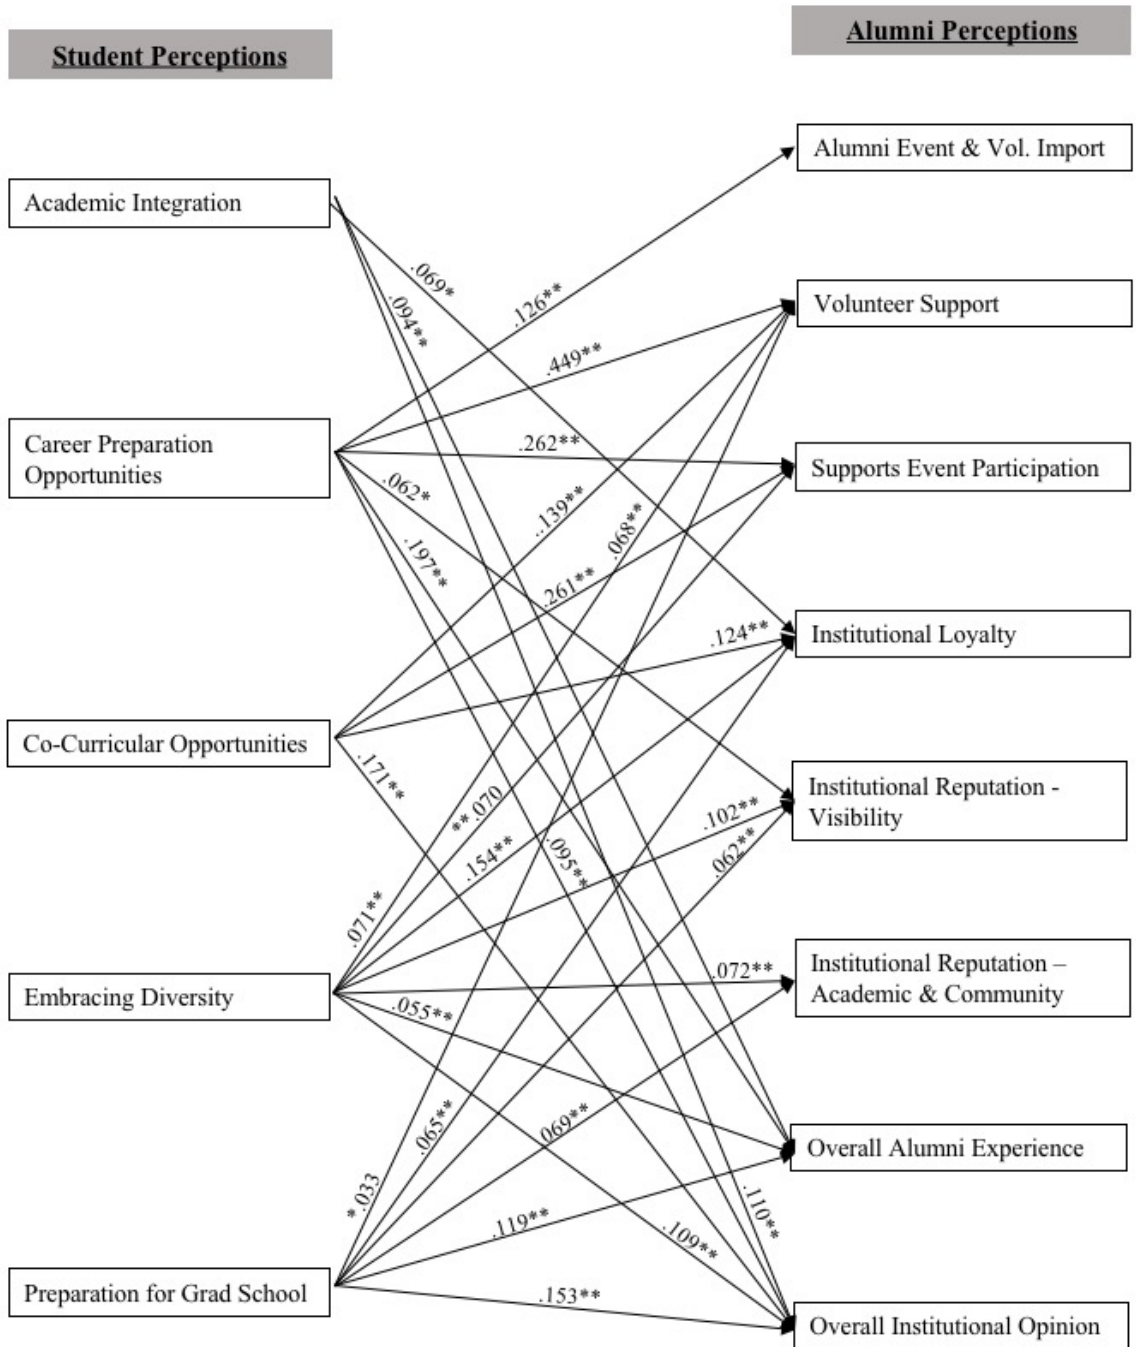 Student Perceptions
Alumni Perceptions
Academic Integration
Career Preparation
Opportunities
Co-Curricular Opportunities
Embracing Diversity
Preparation for Grad School
Alumni Event & Vol. Import
Volunteer Support
Supports Event Participation
Institutional Loyalty
Institutional Reputation -
Visibility
Institutional Reputation –
Academic & Community
Overall Alumni Experience
Overall Institutional Opinion
.069*
.094**
.126**
.449**
.262**
.062*
.197**
..139**
.068**
.261**
.124**
.171**
**.070
.154**
.095**
.102**
.062**
.071**
.072**
.055**
.065**
069**
*.033
.119**
.109**
.110**
.153**